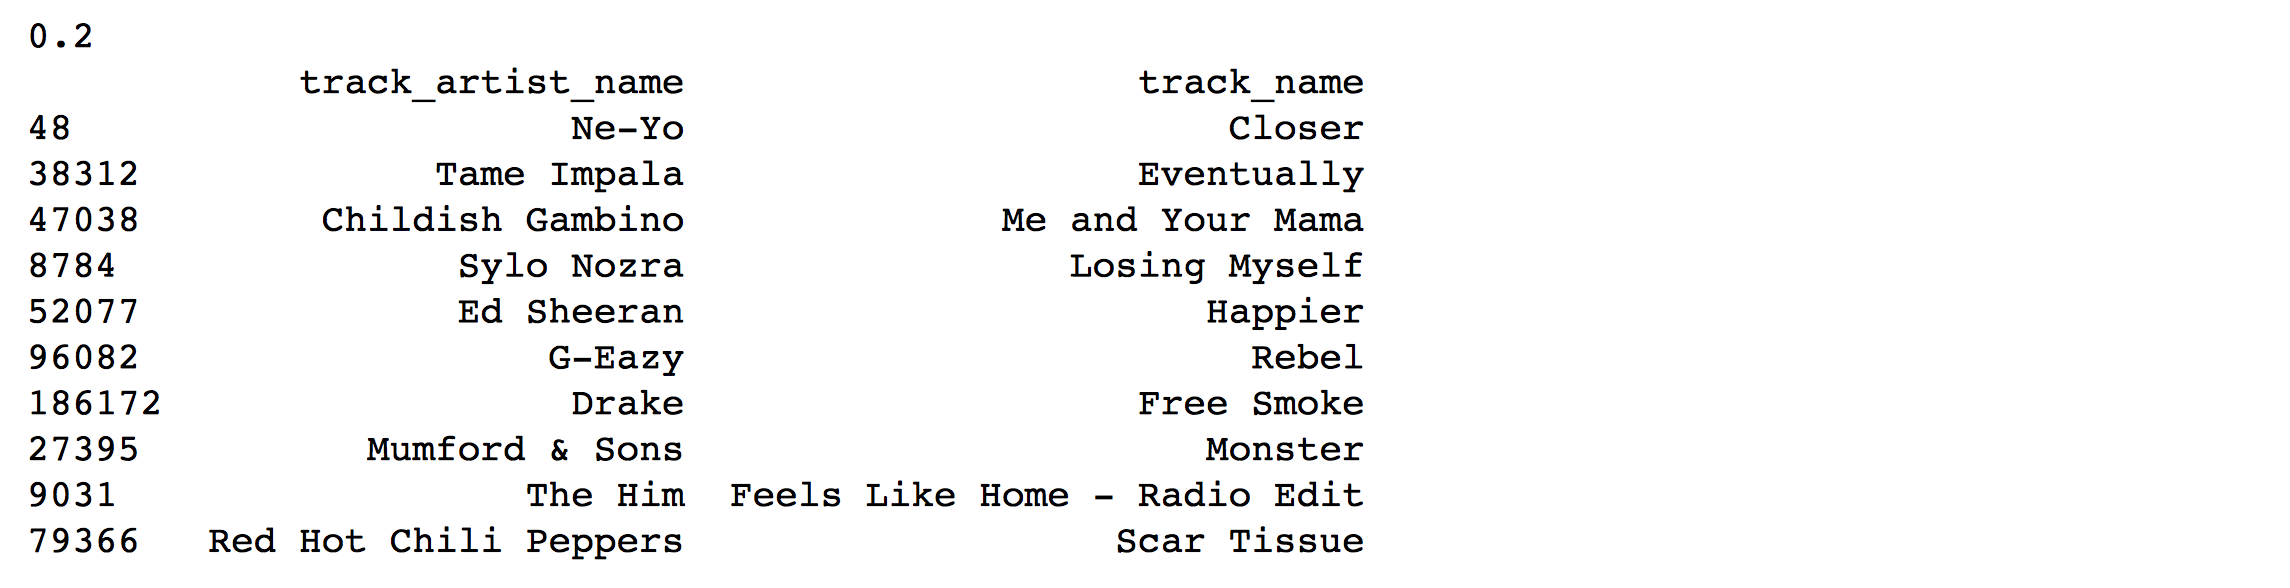 0.2
track_artist_name track_name
48 Ne-Yo Closer
38312 Tame Impala Eventually
47038 Childish Gambino Me and Your Mama
8784 Sylo Nozra Losing Myself
52077 Ed Sheeran Happier
96082 G-Eazy Rebel
186172 Drake Free Smoke
27395 Mumford & Sons Monster
9031 The Him Feels Like Home - Radio Edit
79366 Red Hot Chili Peppers Scar Tissue